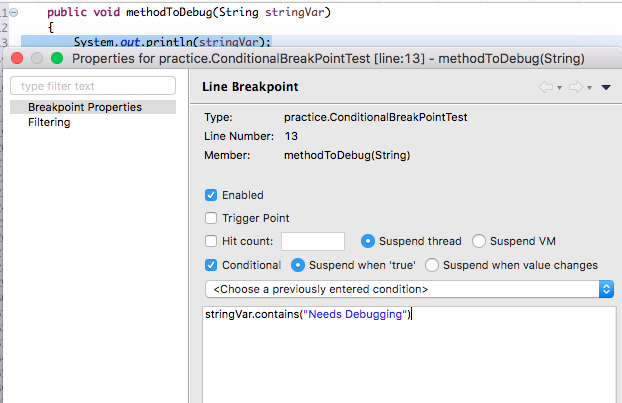 11 public void methodToDebug(String stringVar)
{
13 System.out.println(stringVar);
Properties for practice.ConditionalBreakPointTest [line:13] - methodToDebug(String)
type filter text
Breakpoint Properties
Filtering
Line Breakpoint
Type: practice.ConditionalBreakPointTest
Line Number: 13
Member: methodToDebug(String)
Enabled
Trigger Point
Hit count: Suspend thread Suspend VM
Conditional Suspend when 'true' Suspend when value changes
<Choose a previously entered condition>
stringVar.contains("Needs Debugging")